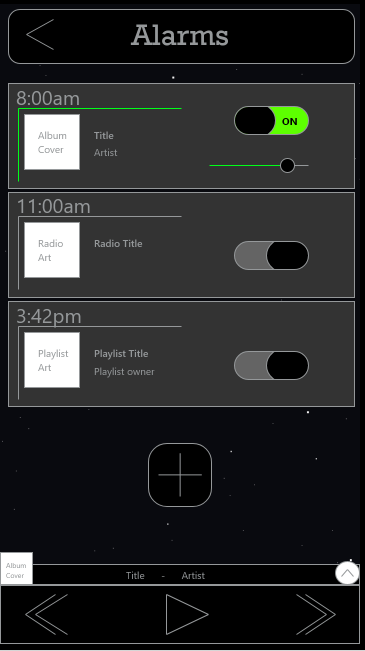 Alarms
8:00am
ON
Album
Cover
Title
Artist
11:00am
Radio
Art
Radio Title
3:42pm
Playlist
Art
Playlist Title
Playlist owner
Album
Cover
Title - Artist